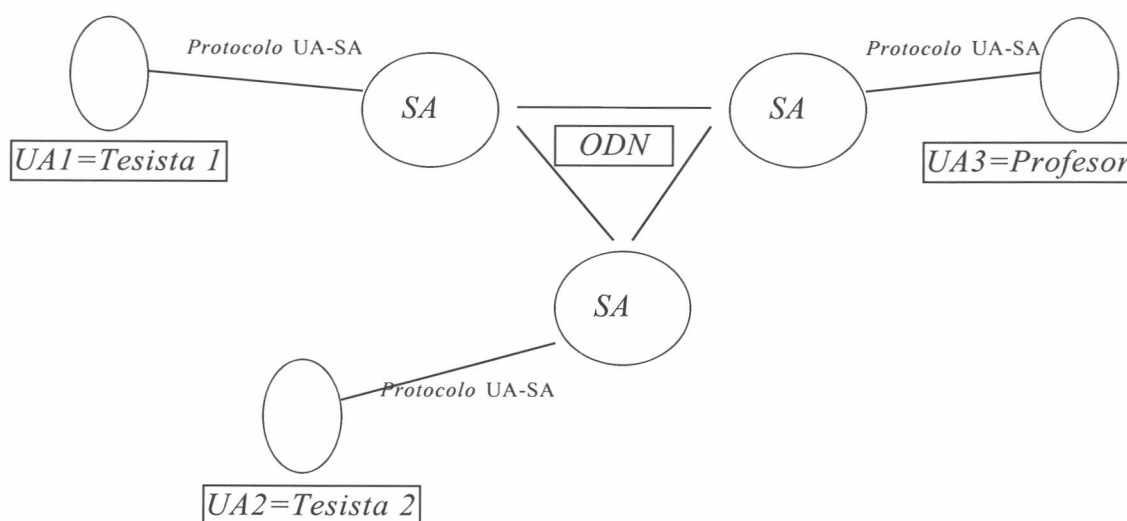 Protocolo UA-SA
Protocolo UA-SA
SA
SA
ODN
UA1=Tesista 1
UA3=Profesor
SA
Protocolo UA-SA
UA2=Tesista 2